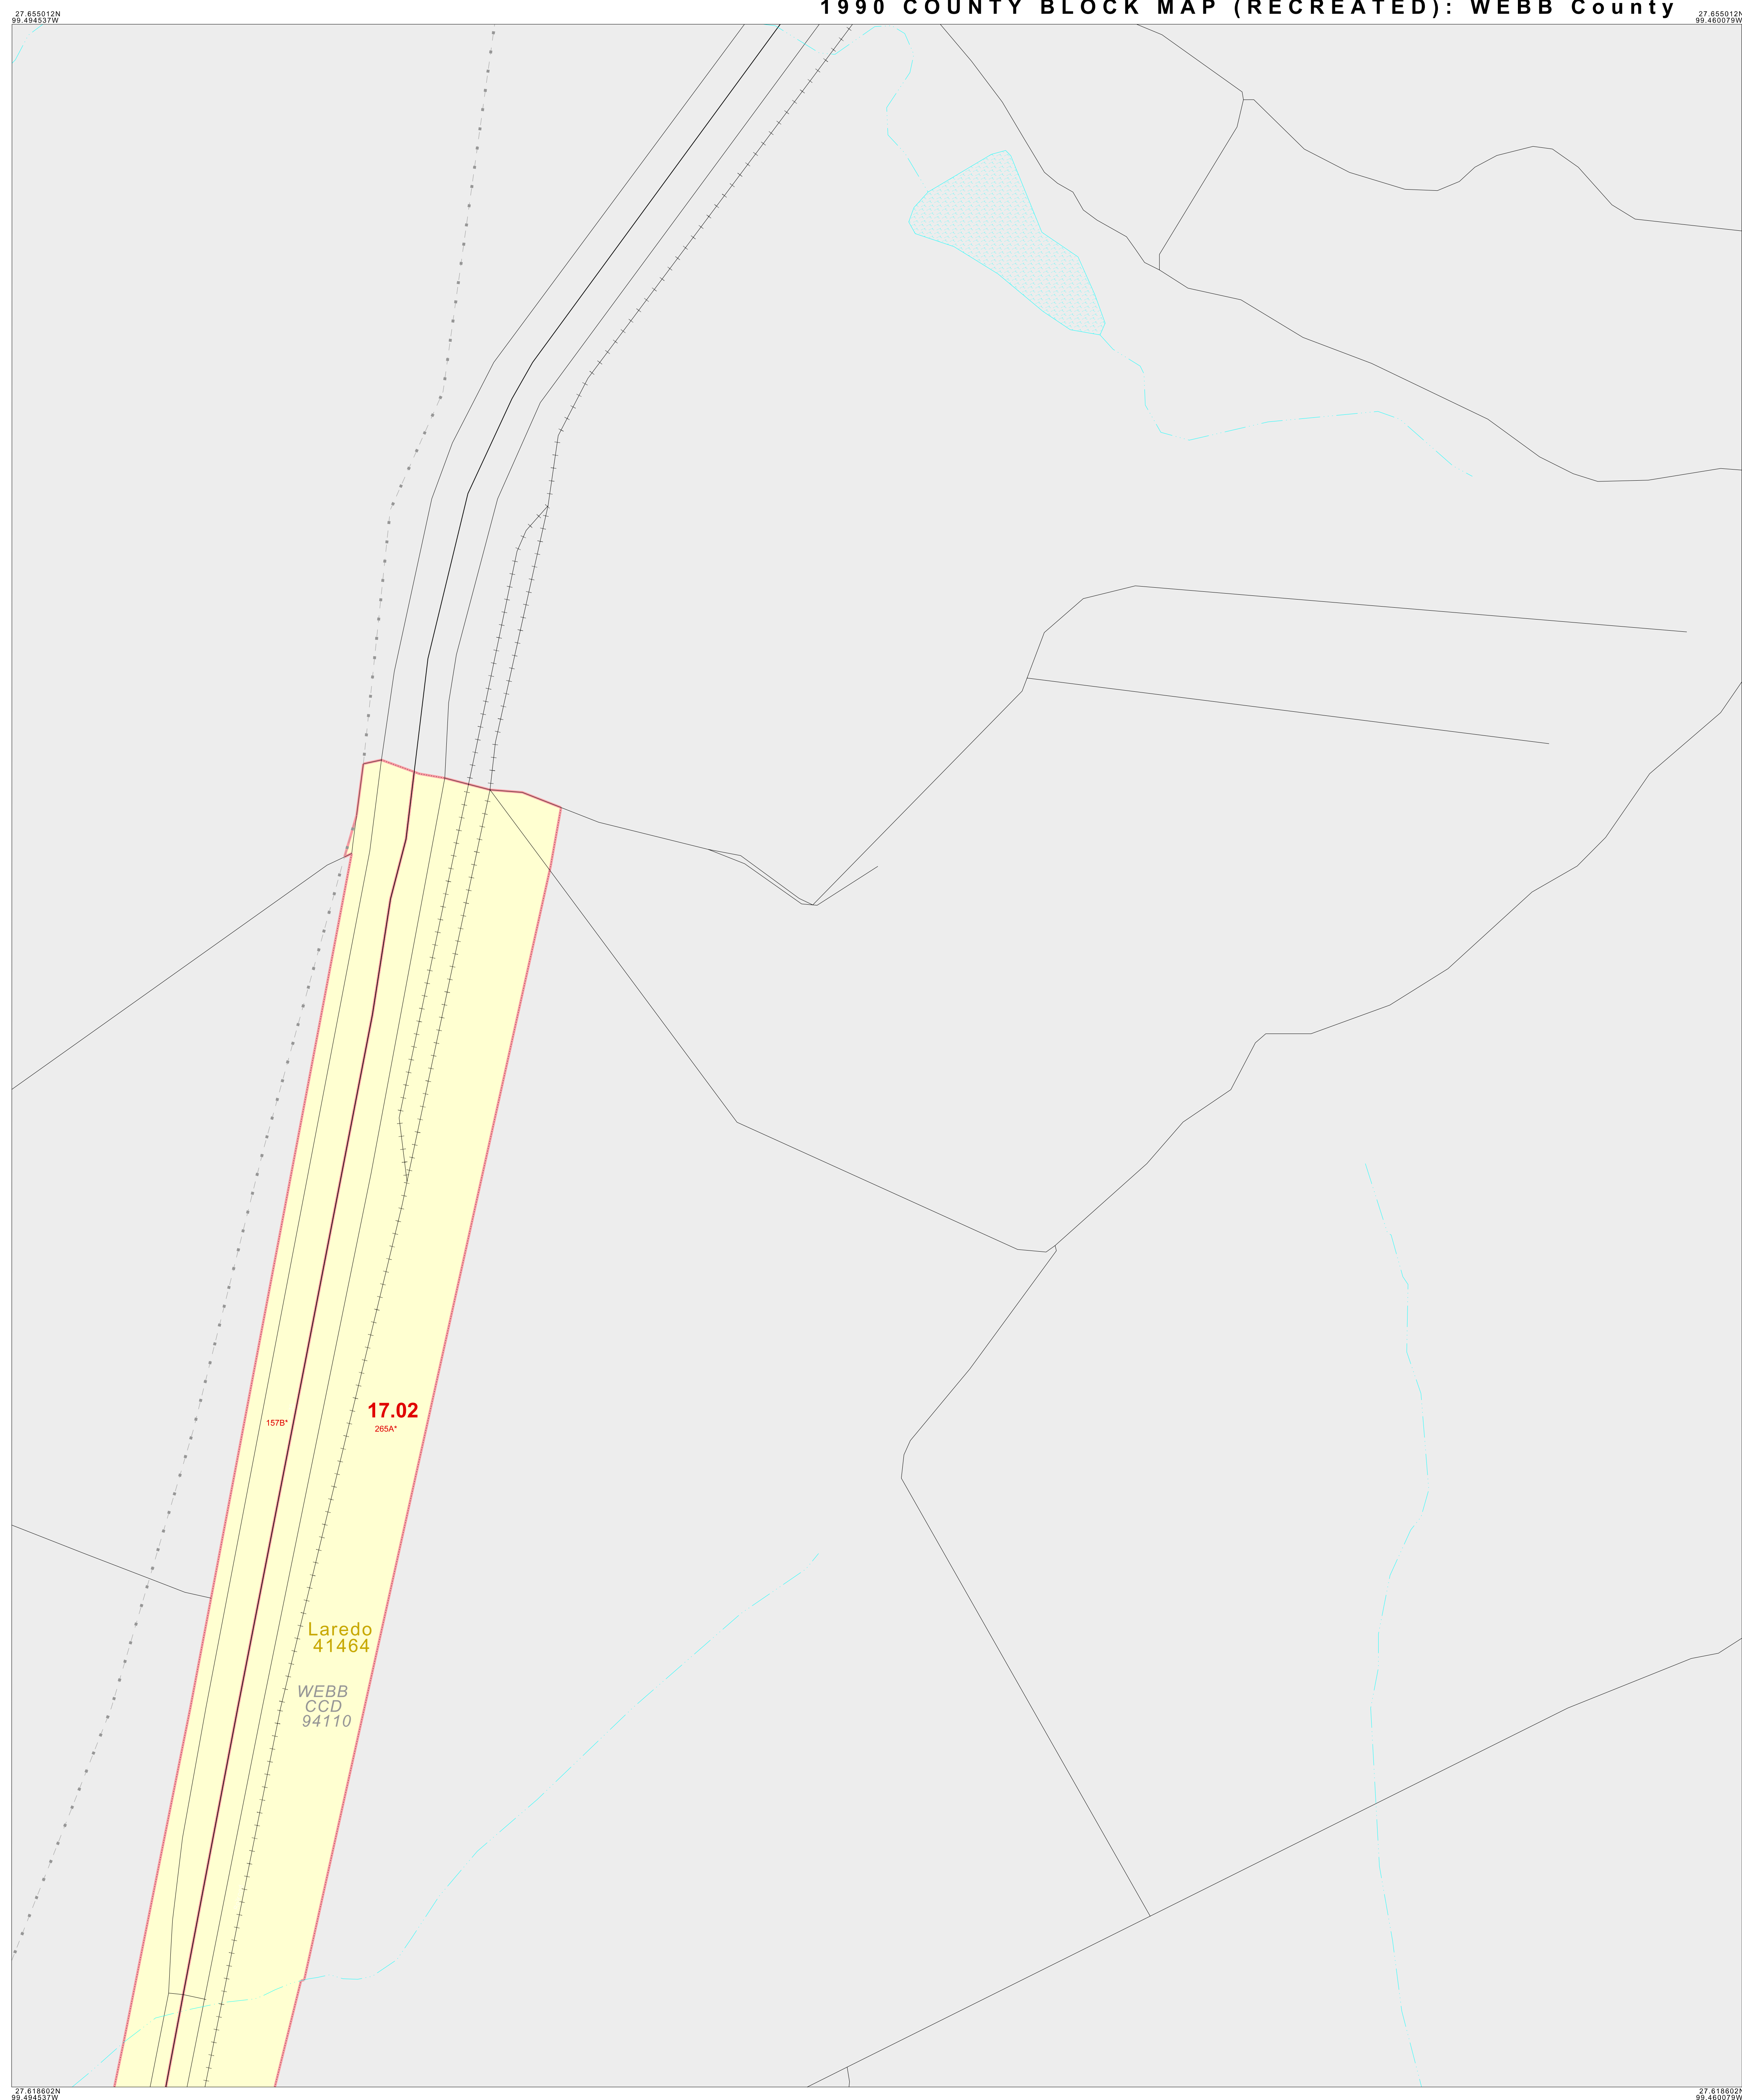 1990 COUNTY BLOCK MAP (RECREATED): WEBB County
27.655012N
99.494537W
27.655012N
99.460079W
17.02
157B*
265A*
Laredo
41464
WEBB
CCD
94110
27.618602N
99.494537W
27.618602N
99.460079W